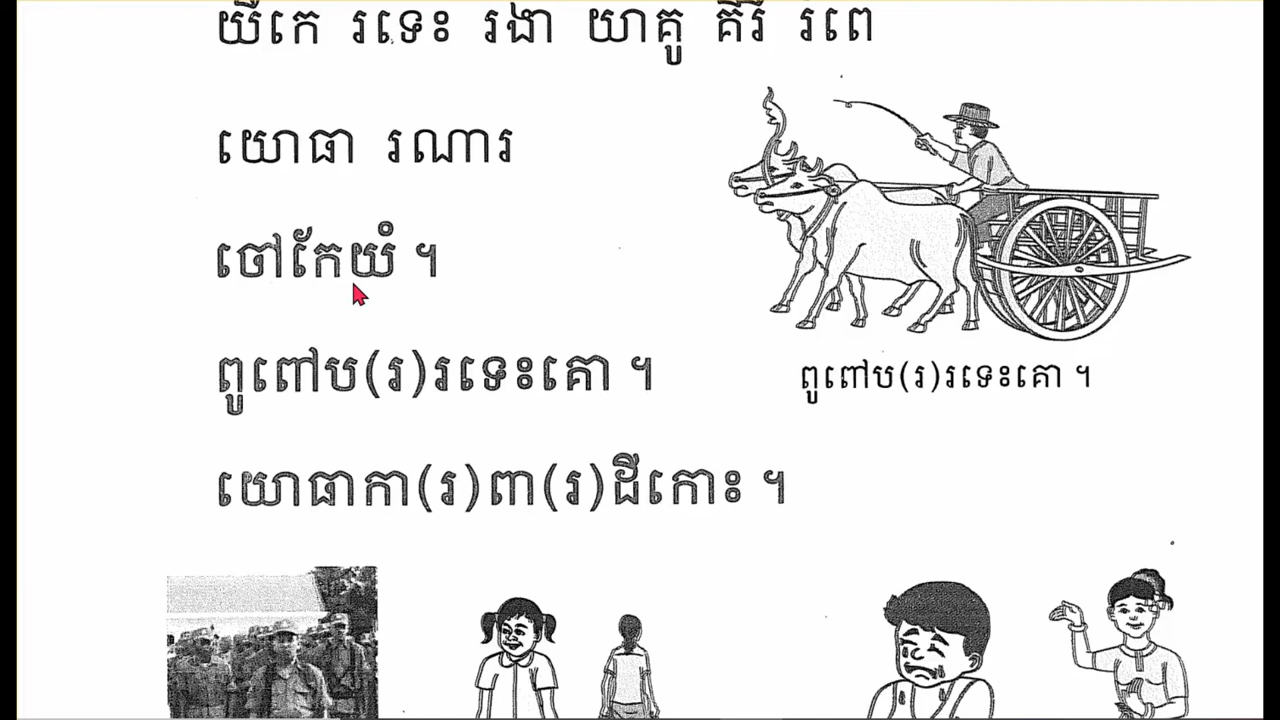 យីកេ រទេះ រងា យាគូ គិរី រពេ
យោធា រណារ
ចៅកែយំ ។
ពូពៅប(រ)រទេះគោ ។
ពូពៅប(រ)រទេះគោ ។
យោធាកា(រ)ពា(រ)ដីកោះ ។